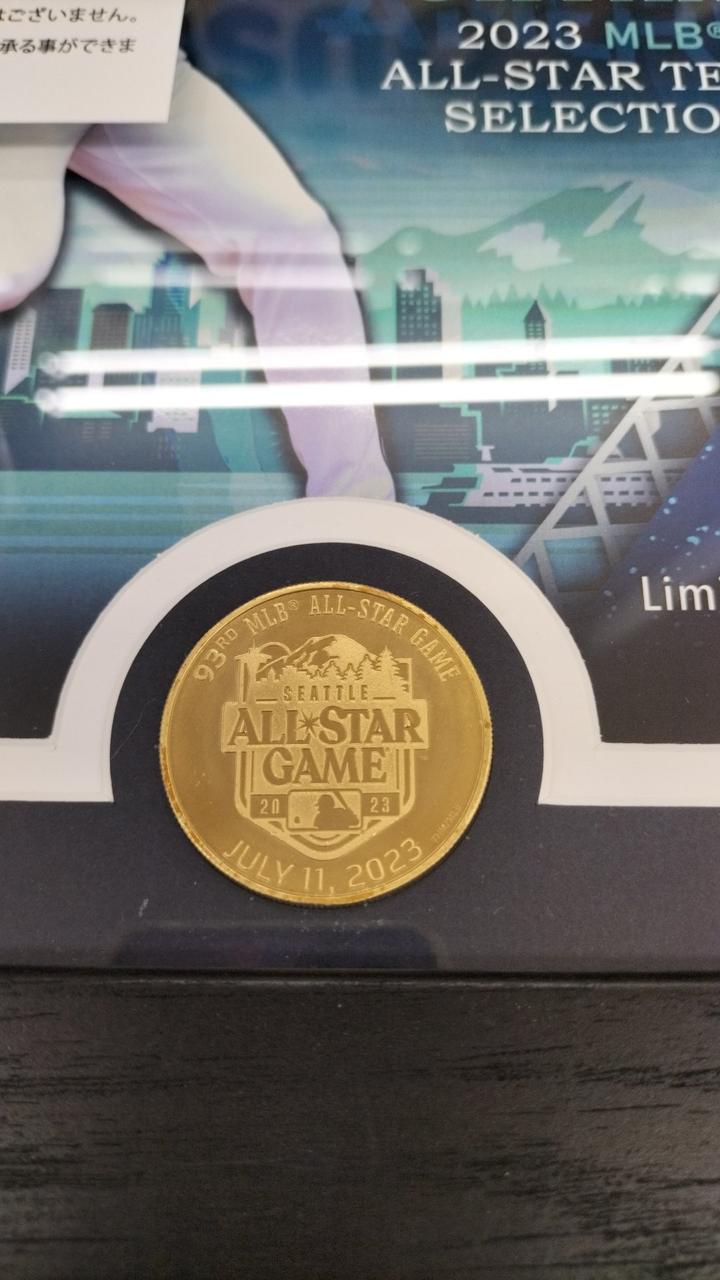 はございません。
承る事ができま
2023 MLB®
ALL-STAR TE
SELECTIO
Lim
93RD MLB® ALL-STAR GAME
SEATTLE
ALL★STAR
GAME
20 23
JULY 11, 2023